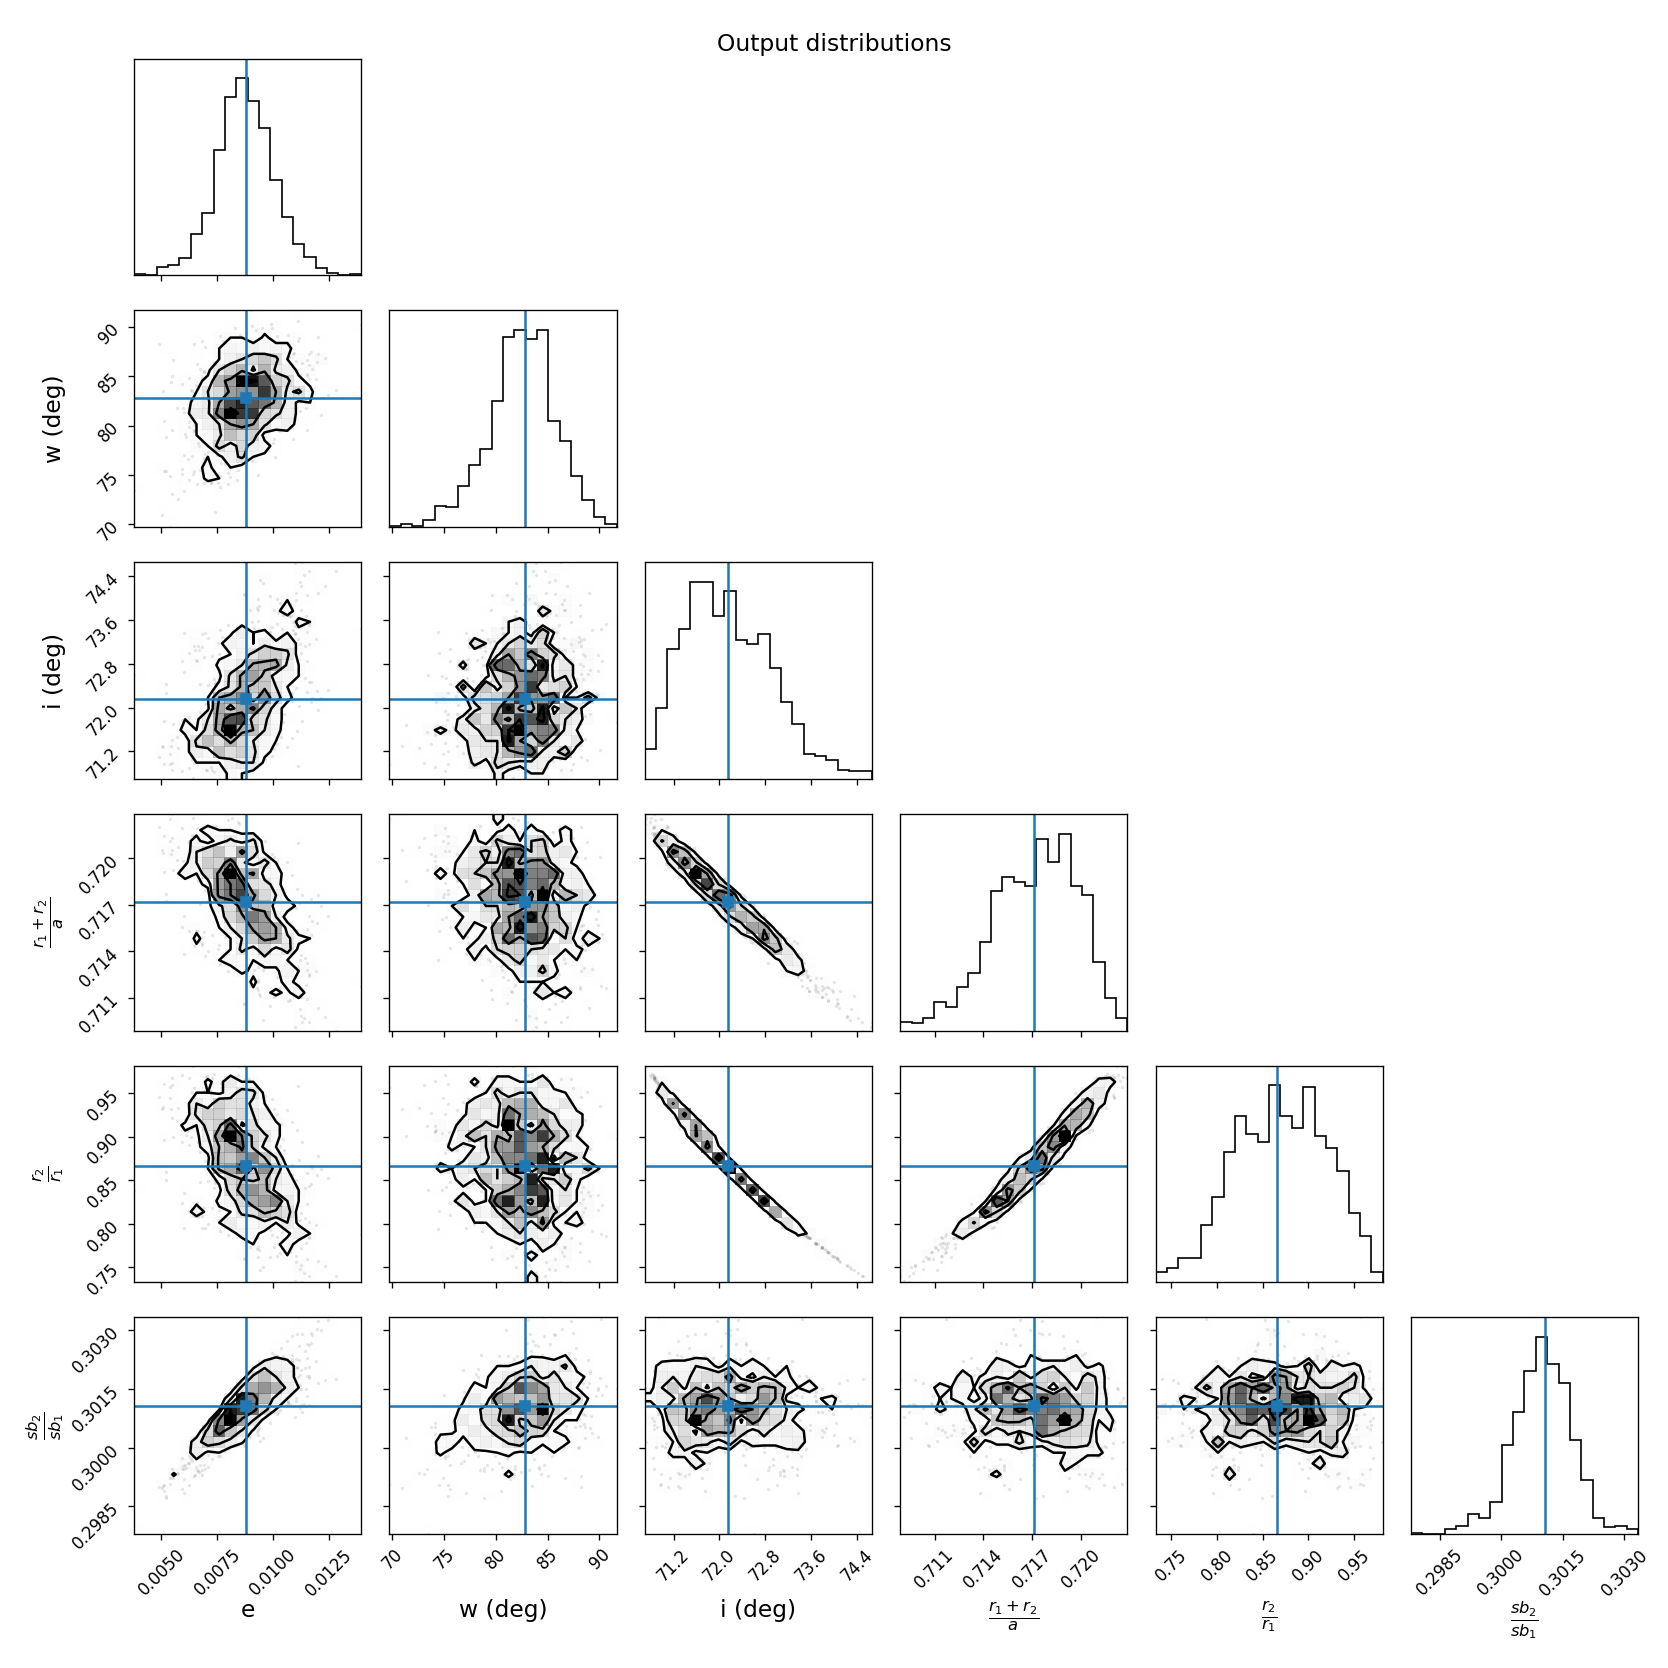 Output distributions
w (deg)
90
85
80
75
70
i (deg)
74.4
73.6
72.8
72.0
71.2
r₁ + r₂
a
0.720
0.717
0.714
0.711
r₂
r₁
0.95
0.90
0.85
0.80
0.75
sb₂
sb₁
0.3030
0.3015
0.3000
0.2985
0.0050 0.0075 0.0100 0.0125
70 75 80 85 90
71.2 72.0 72.8 73.6 74.4
0.711 0.714 0.717 0.720
0.75 0.80 0.85 0.90 0.95
0.2985 0.3000 0.3015 0.3030
e
w (deg)
i (deg)
r₁ + r₂
a
r₂
r₁
sb₂
sb₁